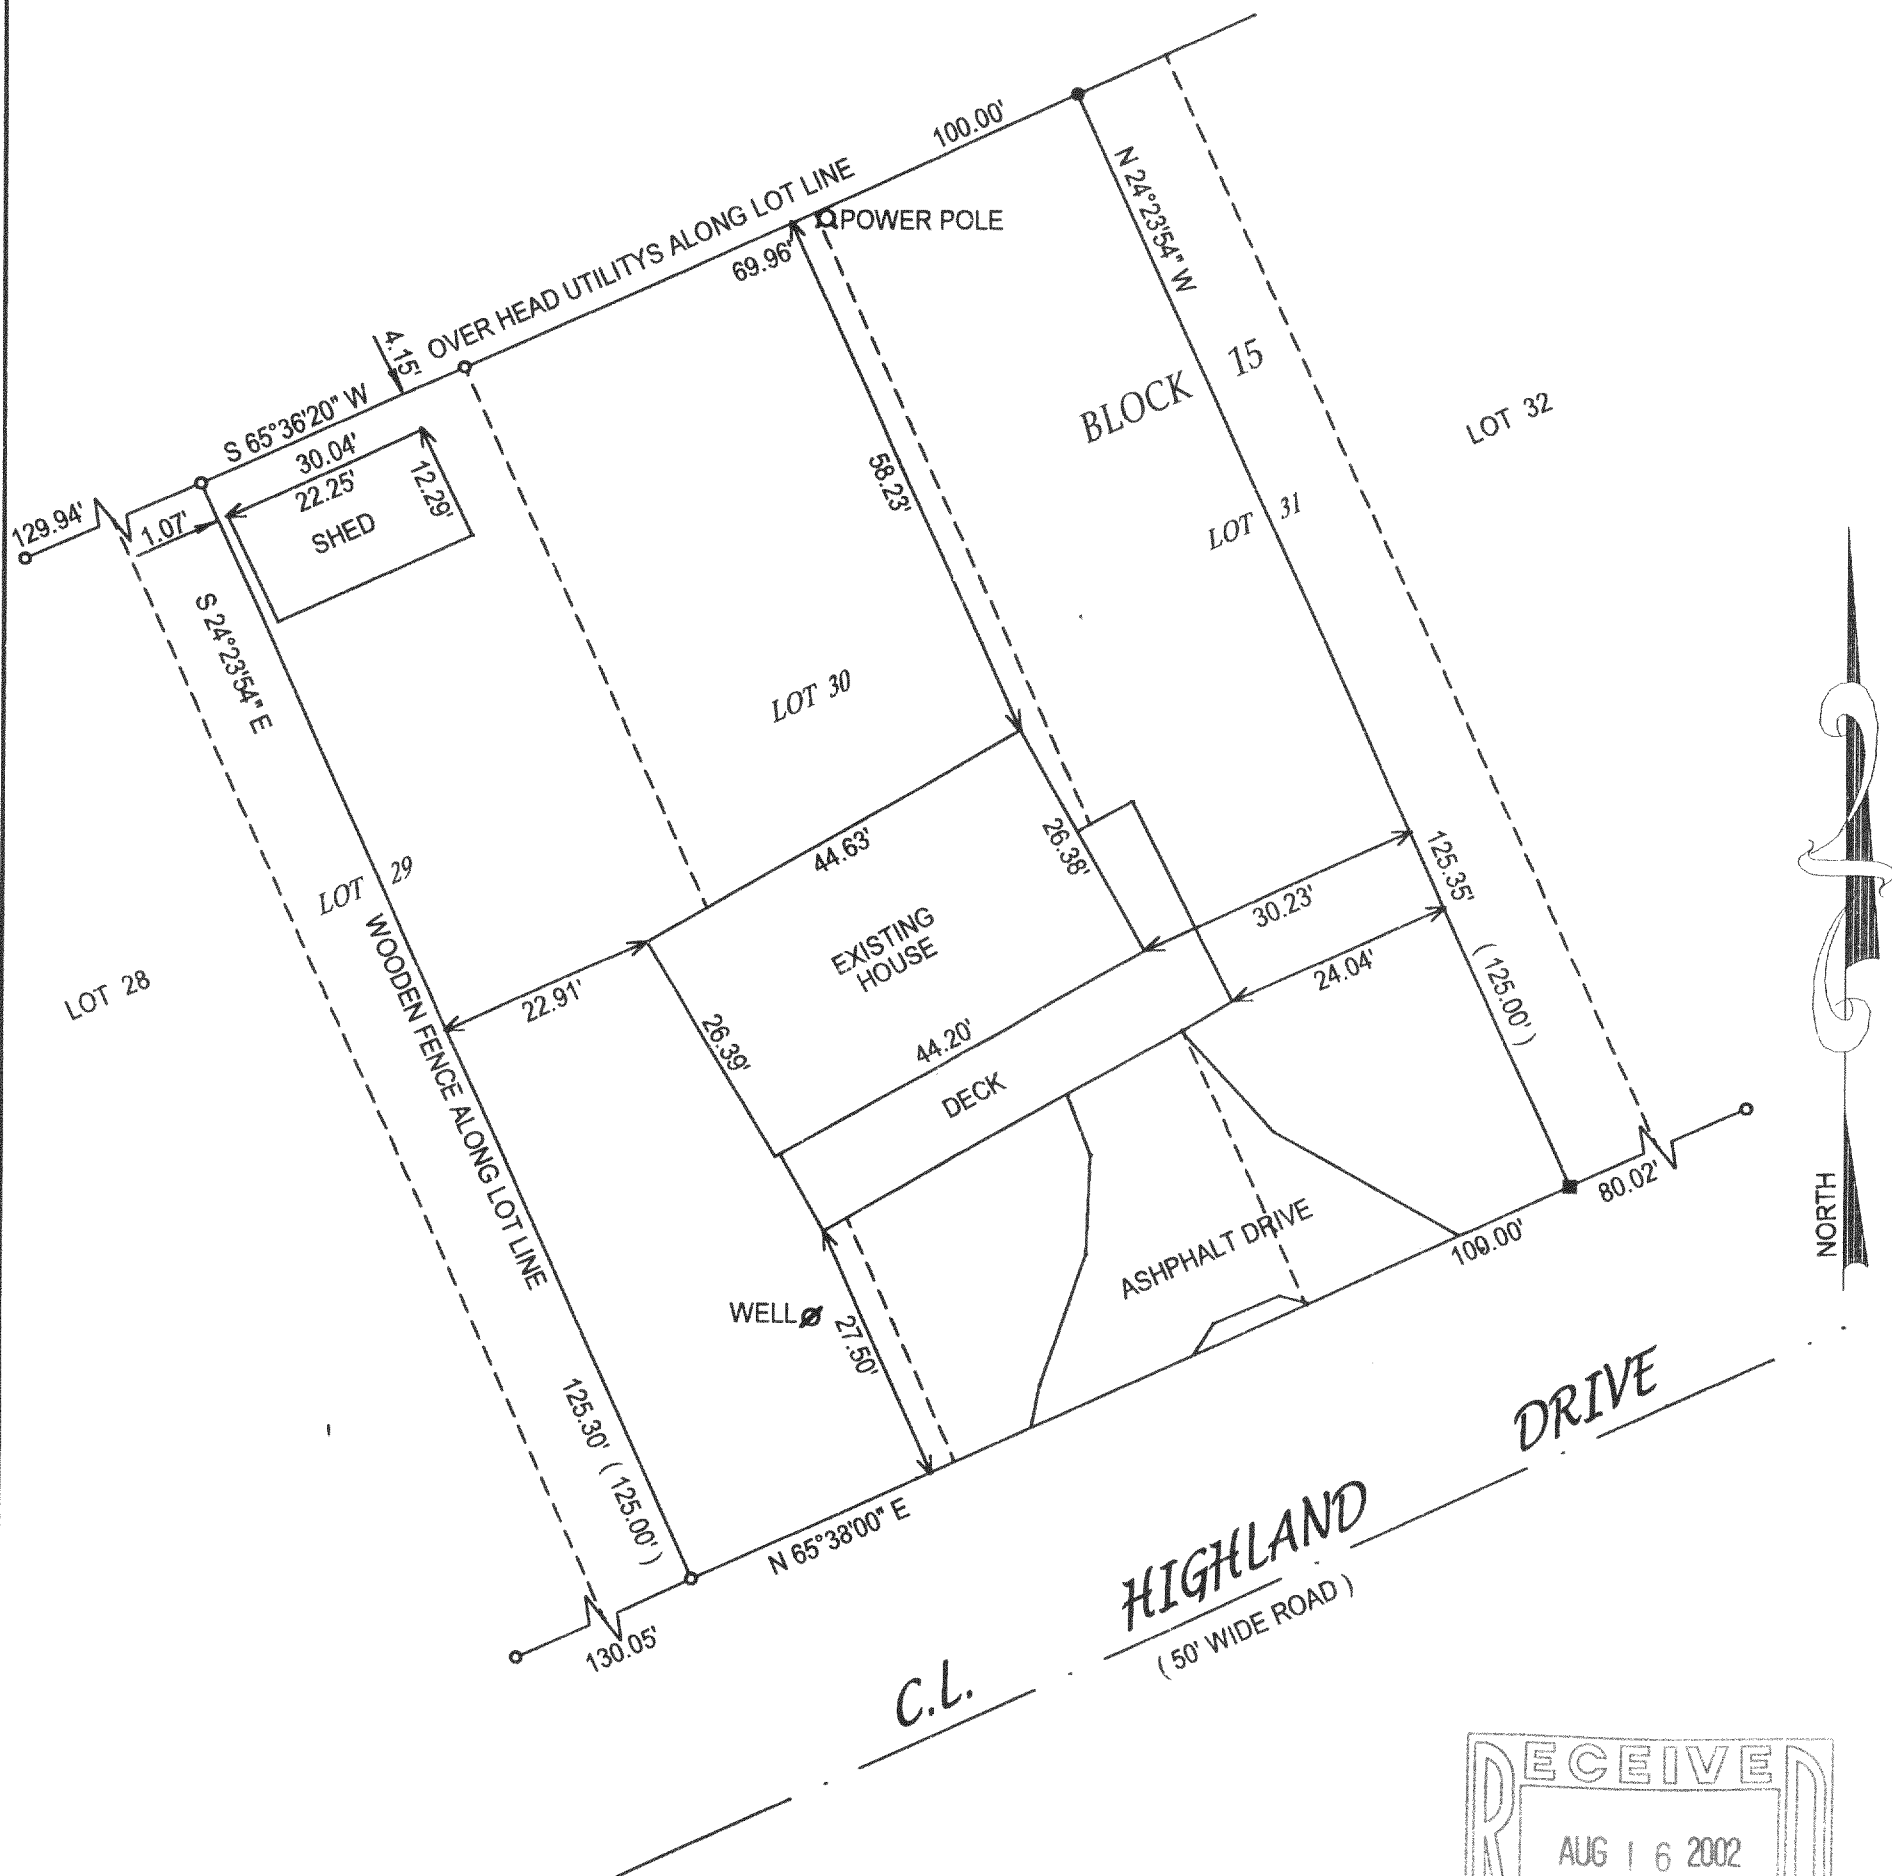 100.00'
OVER HEAD UTILITYS ALONG LOT LINE
POWER POLE
69.96'
N 24°23'54" W
4.15'
BLOCK 15
S 65°36'20" W
30.04'
22.25'
12.29'
SHED
LOT 32
129.94'
1.07'
58.23'
LOT 31
S 24°23'54" E
LOT 30
44.63'
26.38'
125.35'
( 125.00' )
LOT 29
30.23'
EXISTING
HOUSE
24.04'
LOT 28
WOODEN FENCE ALONG LOT LINE
22.91'
26.39'
44.20'
DECK
80.02'
NORTH
ASHPHALT DRIVE
109.00'
WELL
27.50'
125.30' ( 125.00' )
N 65°38'00" E
130.05'
C.L. HIGHLAND DRIVE
( 50' WIDE ROAD )
RECEIVED
AUG 16 2002